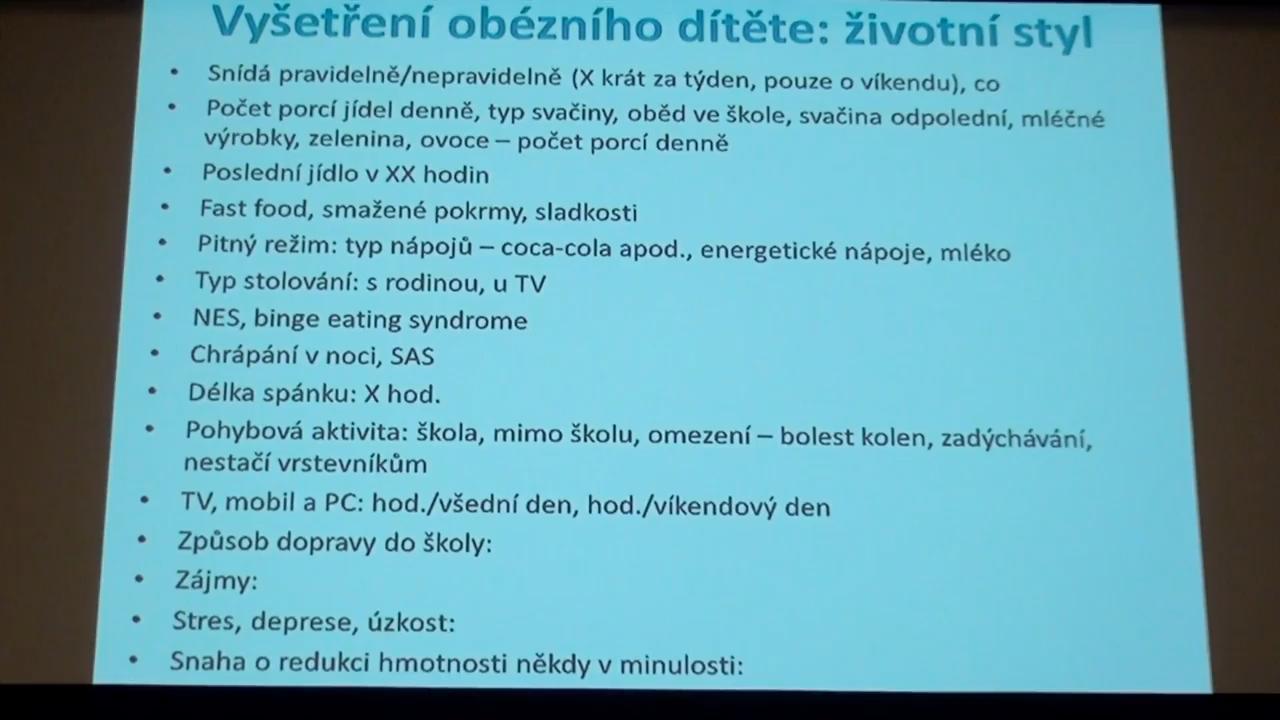 Vyšetření obézního dítěte: životní styl
• Snídá pravidelně/nepravidelně (X krát za týden, pouze o víkendu), co
• Počet porcí jídel denně, typ svačiny, oběd ve škole, svačina odpolední, mléčné
výrobky, zelenina, ovoce – počet porcí denně
• Poslední jídlo v XX hodin
• Fast food, smažené pokrmy, sladkosti
• Pitný režim: typ nápojů – coca-cola apod., energetické nápoje, mléko
• Typ stolování: s rodinou, u TV
• NES, binge eating syndrome
• Chrápání v noci, SAS
• Délka spánku: X hod.
• Pohybová aktivita: škola, mimo školu, omezení – bolest kolen, zadýchávání,
nestačí vrstevníkům
• TV, mobil a PC: hod./všední den, hod./víkendový den
• Způsob dopravy do školy:
• Zájmy:
• Stres, deprese, úzkost:
• Snaha o redukci hmotnosti někdy v minulosti: